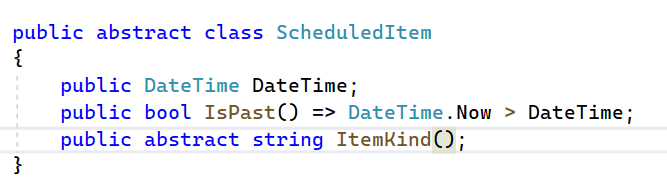 public abstract class ScheduledItem
{
    public DateTime DateTime;
    public bool IsPast() => DateTime.Now > DateTime;
    public abstract string ItemKind();
}